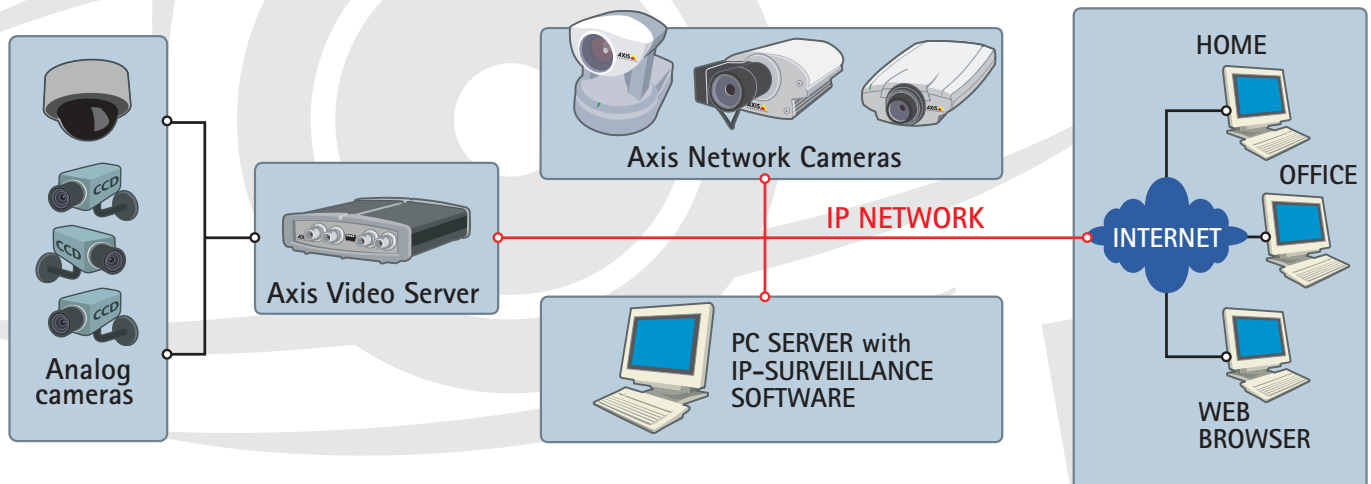 CCD
CCD
CCD
Analog
cameras
Axis Video Server
AXIS
AXIS
AXIS
Axis Network Cameras
IP NETWORK
PC SERVER with
IP-SURVEILLANCE
SOFTWARE
HOME
OFFICE
INTERNET
WEB
BROWSER